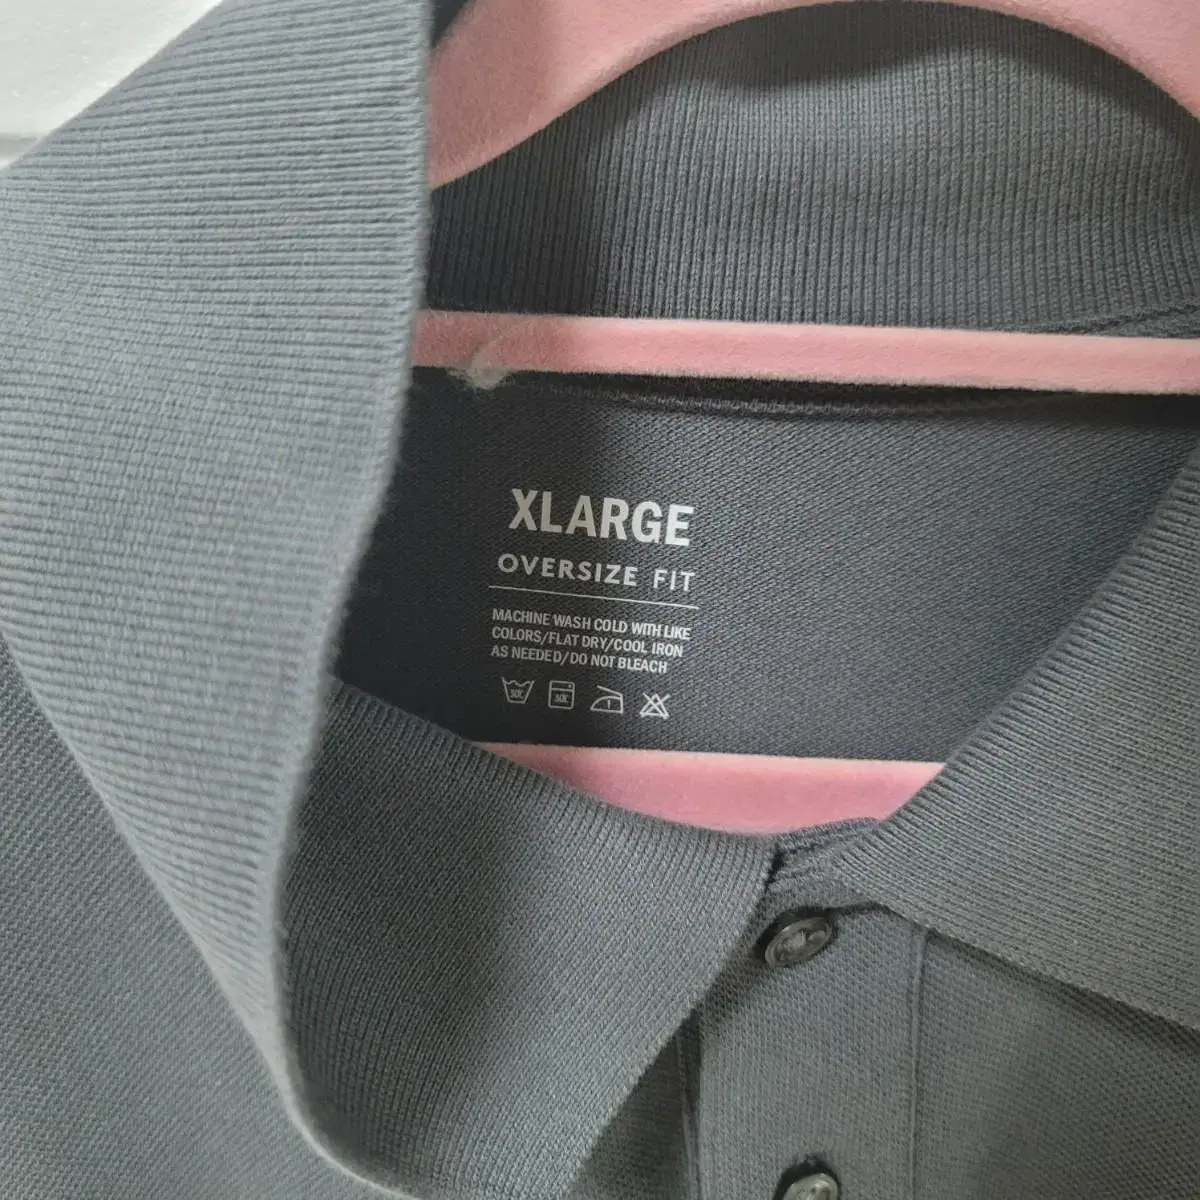 XLARGE
OVERSIZE FIT
MACHINE WASH COLD WITH LIKE
COLORS/FLAT DRY/COOL IRON
AS NEEDED/DO NOT BLEACH